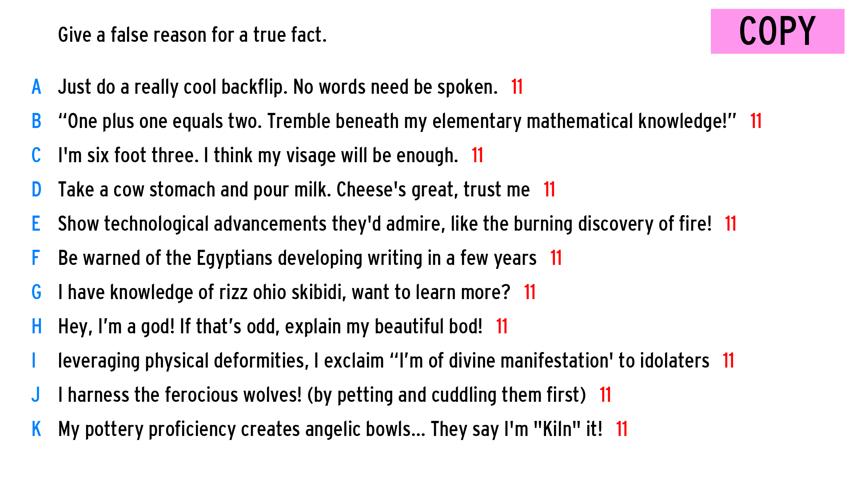 Give a false reason for a true fact.
COPY
A Just do a really cool backflip. No words need be spoken. 11
B “One plus one equals two. Tremble beneath my elementary mathematical knowledge!” 11
C I'm six foot three. I think my visage will be enough. 11
D Take a cow stomach and pour milk. Cheese's great, trust me 11
E Show technological advancements they'd admire, like the burning discovery of fire! 11
F Be warned of the Egyptians developing writing in a few years 11
G I have knowledge of rizz ohio skibidi, want to learn more? 11
H Hey, I’m a god! If that’s odd, explain my beautiful bod! 11
I leveraging physical deformities, I exclaim “I’m of divine manifestation' to idolaters 11
J I harness the ferocious wolves! (by petting and cuddling them first) 11
K My pottery proficiency creates angelic bowls... They say I'm "Kiln" it! 11